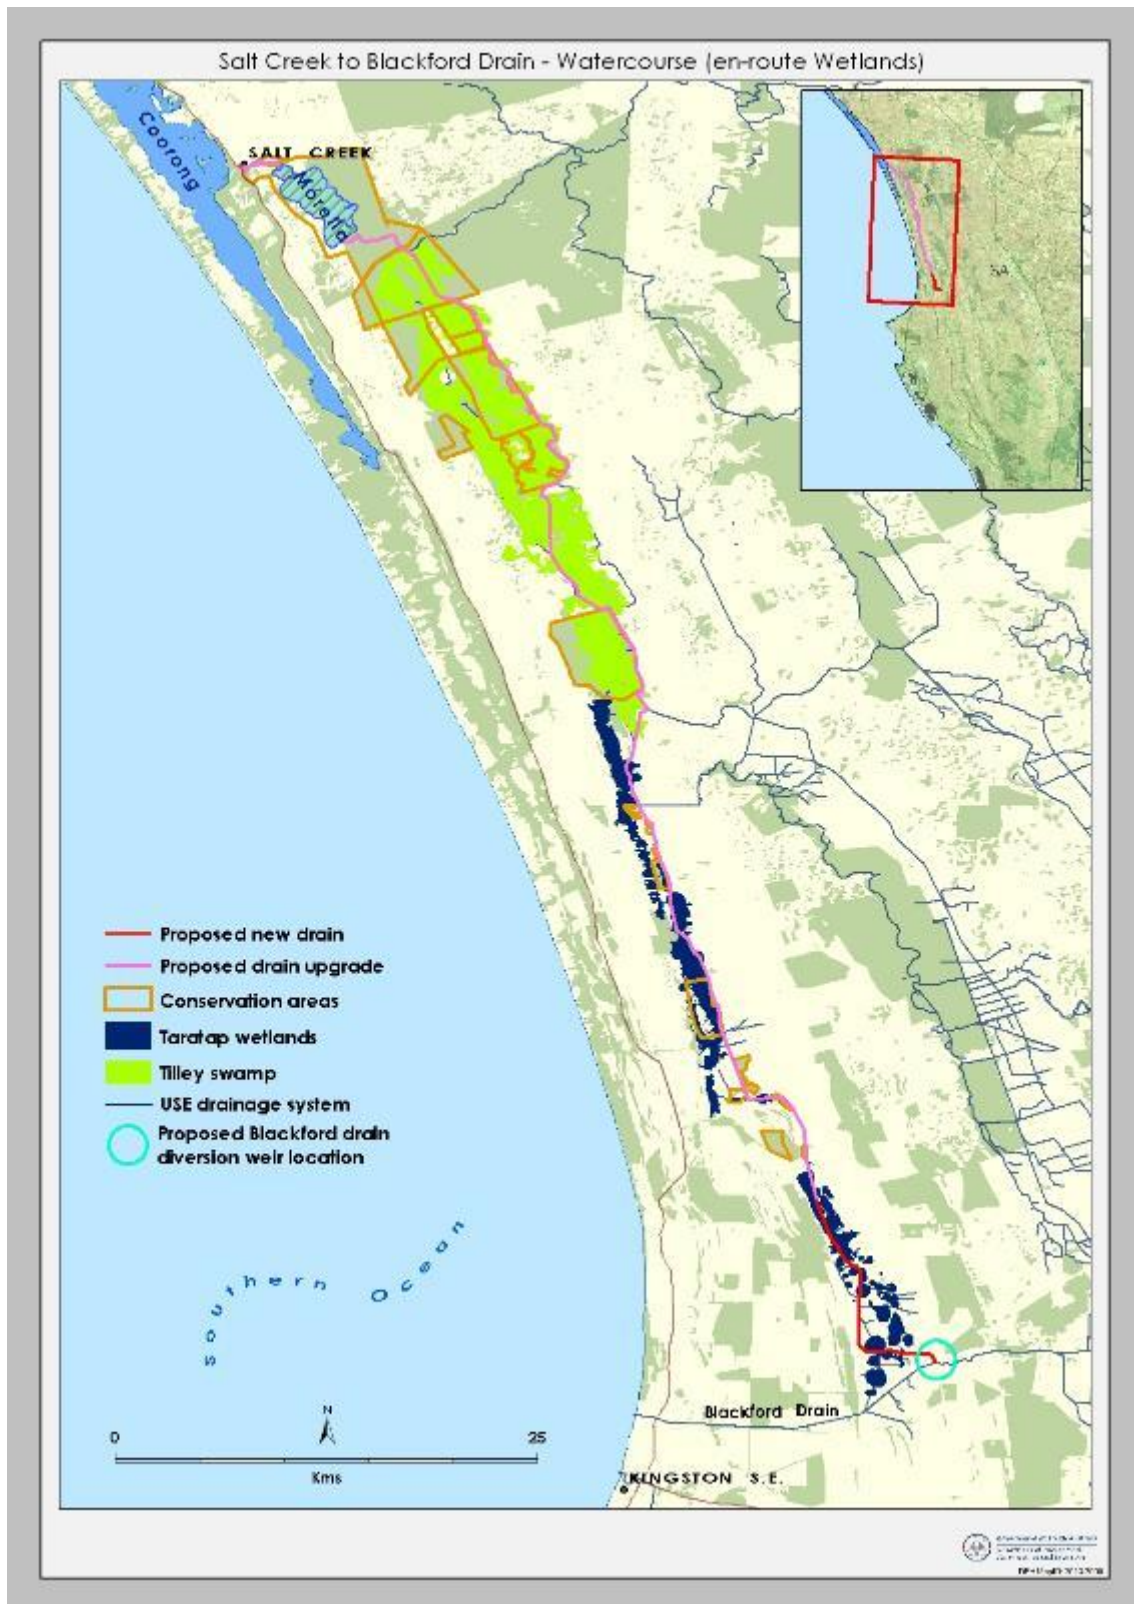 Salt Creek to Blackford Drain - Watercourse (en-route Wetlands)
Coorong
SALT CREEK
Morella
SA
Proposed new drain
Proposed drain upgrade
Conservation areas
Taratap wetlands
Tilley swamp
USE drainage system
Proposed Blackford drain
diversion weir location
Southern Ocean
N
0 25
Kms
Blackford Drain
KINGSTON S.E.